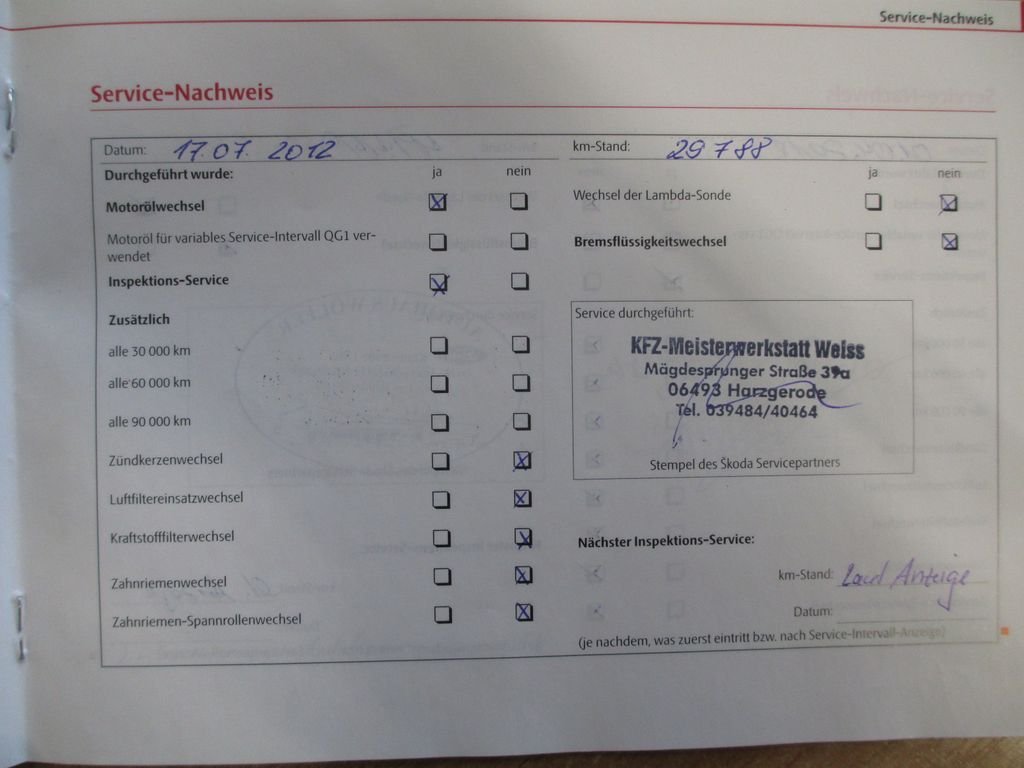 Service-Nachweis
Service-Nachweis
Datum: 17.07. 2012
km-Stand: 29788
Durchgeführt wurde:
ja
nein
Motorölwechsel
Motoröl für variables Service-Intervall QG1 ver-
wendet
Inspektions-Service
Zusätzlich
alle 30 000 km
alle 60 000 km
alle 90 000 km
Zündkerzenwechsel
Luftfiltereinsatzwechsel
Kraftstofffilterwechsel
Zahnriemenwechsel
Zahnriemen-Spannrollenwechsel
ja
nein
Wechsel der Lambda-Sonde
Bremsflüssigkeitswechsel
Service durchgeführt:
KFZ-Meisterwerkstatt Weiss
Mägdesprunger Straße 39a
06493 Harzgerode
Tel. 039484/40464
Stempel des Škoda Servicepartners
Nächster Inspektions-Service:
km-Stand: Laut Anzeige
Datum:
(je nachdem, was zuerst eintritt bzw. nach Service-Intervall-Anzeige)